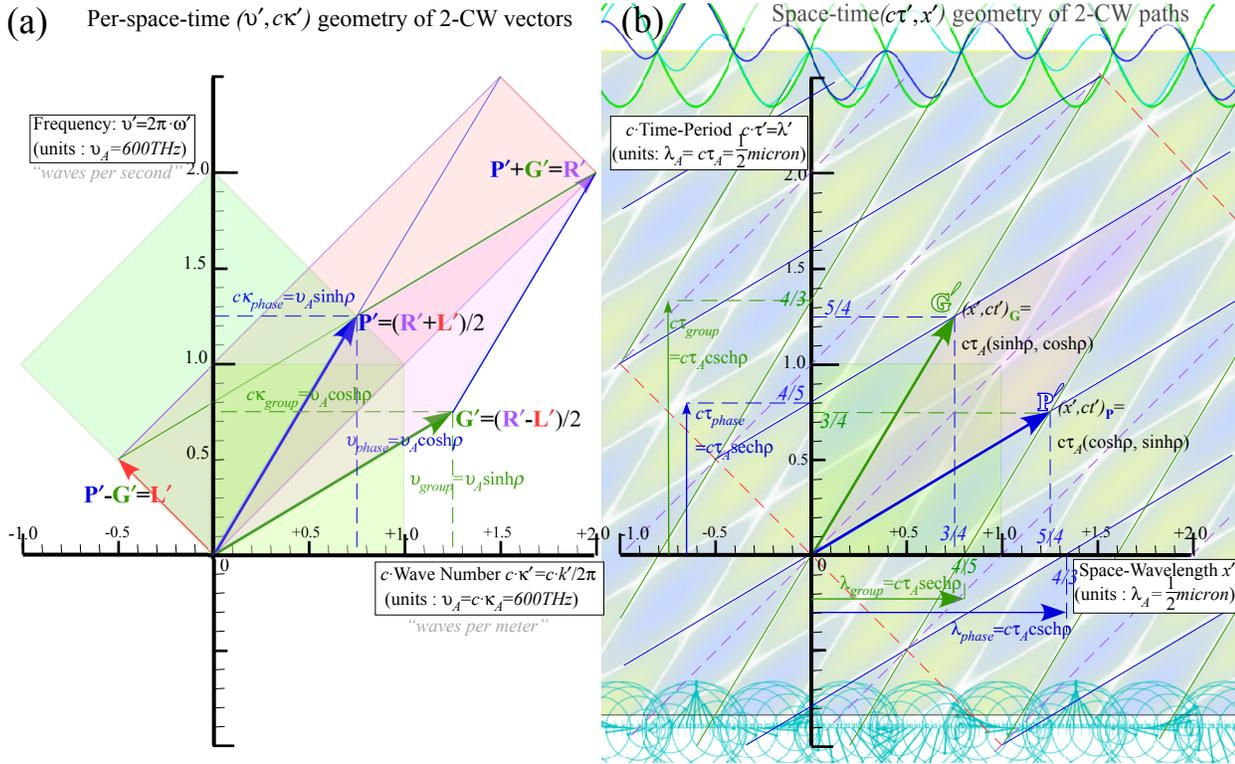 (a)
Per-space-time (υ′,cκ′) geometry of 2-CW vectors
Frequency: υ′=2π·ω′
(units : υA=600THz)
“waves per second”
2.0
1.5
1.0
0.5
P′+G′=R′
cκphase=υAsinhρ
P′=(R′+L′)/2
cκgroup=υAcoshρ
G′=(R′-L′)/2
υphase=υAcoshρ
υgroup=υAsinhρ
P′-G′=L′
-1.0
-0.5
0
+0.5
+1.0
+1.5
+2.0
c·Wave Number c·κ′=c·k′/2π
(units : υA=c·κA=600THz)
“waves per meter”
(b)
Space-time(cτ′,x′) geometry of 2-CW paths
c·Time-Period c·τ′=λ′
(units: λA= cτA=1/2micron)
2.0
1.5
1.0
0.5
4/3
5/4
G′
(x′,ct′)G=
cτA(sinhρ, coshρ)
cτgroup
=cτAcschρ
4/5
3/4
P′
(x′,ct′)P=
cτA(coshρ, sinhρ)
cτphase
=cτAsechρ
-1.0
-0.5
0
+0.5
+1.0
+1.5
+2.0
3/4
5/4
4/5
4/3
λgroup=cτAsechρ
λphase=cτAcschρ
Space-Wavelength x′
(units : λA=1/2micron)